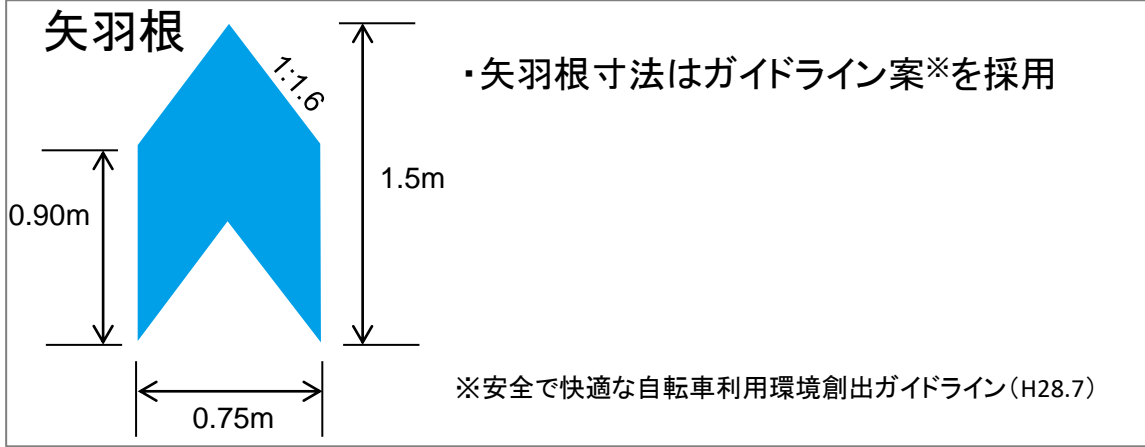 矢羽根
1:1.6
・矢羽根寸法はガイドライン案※を採用
1.5m
0.90m
0.75m
※安全で快適な自転車利用環境創出ガイドライン（H28.7）